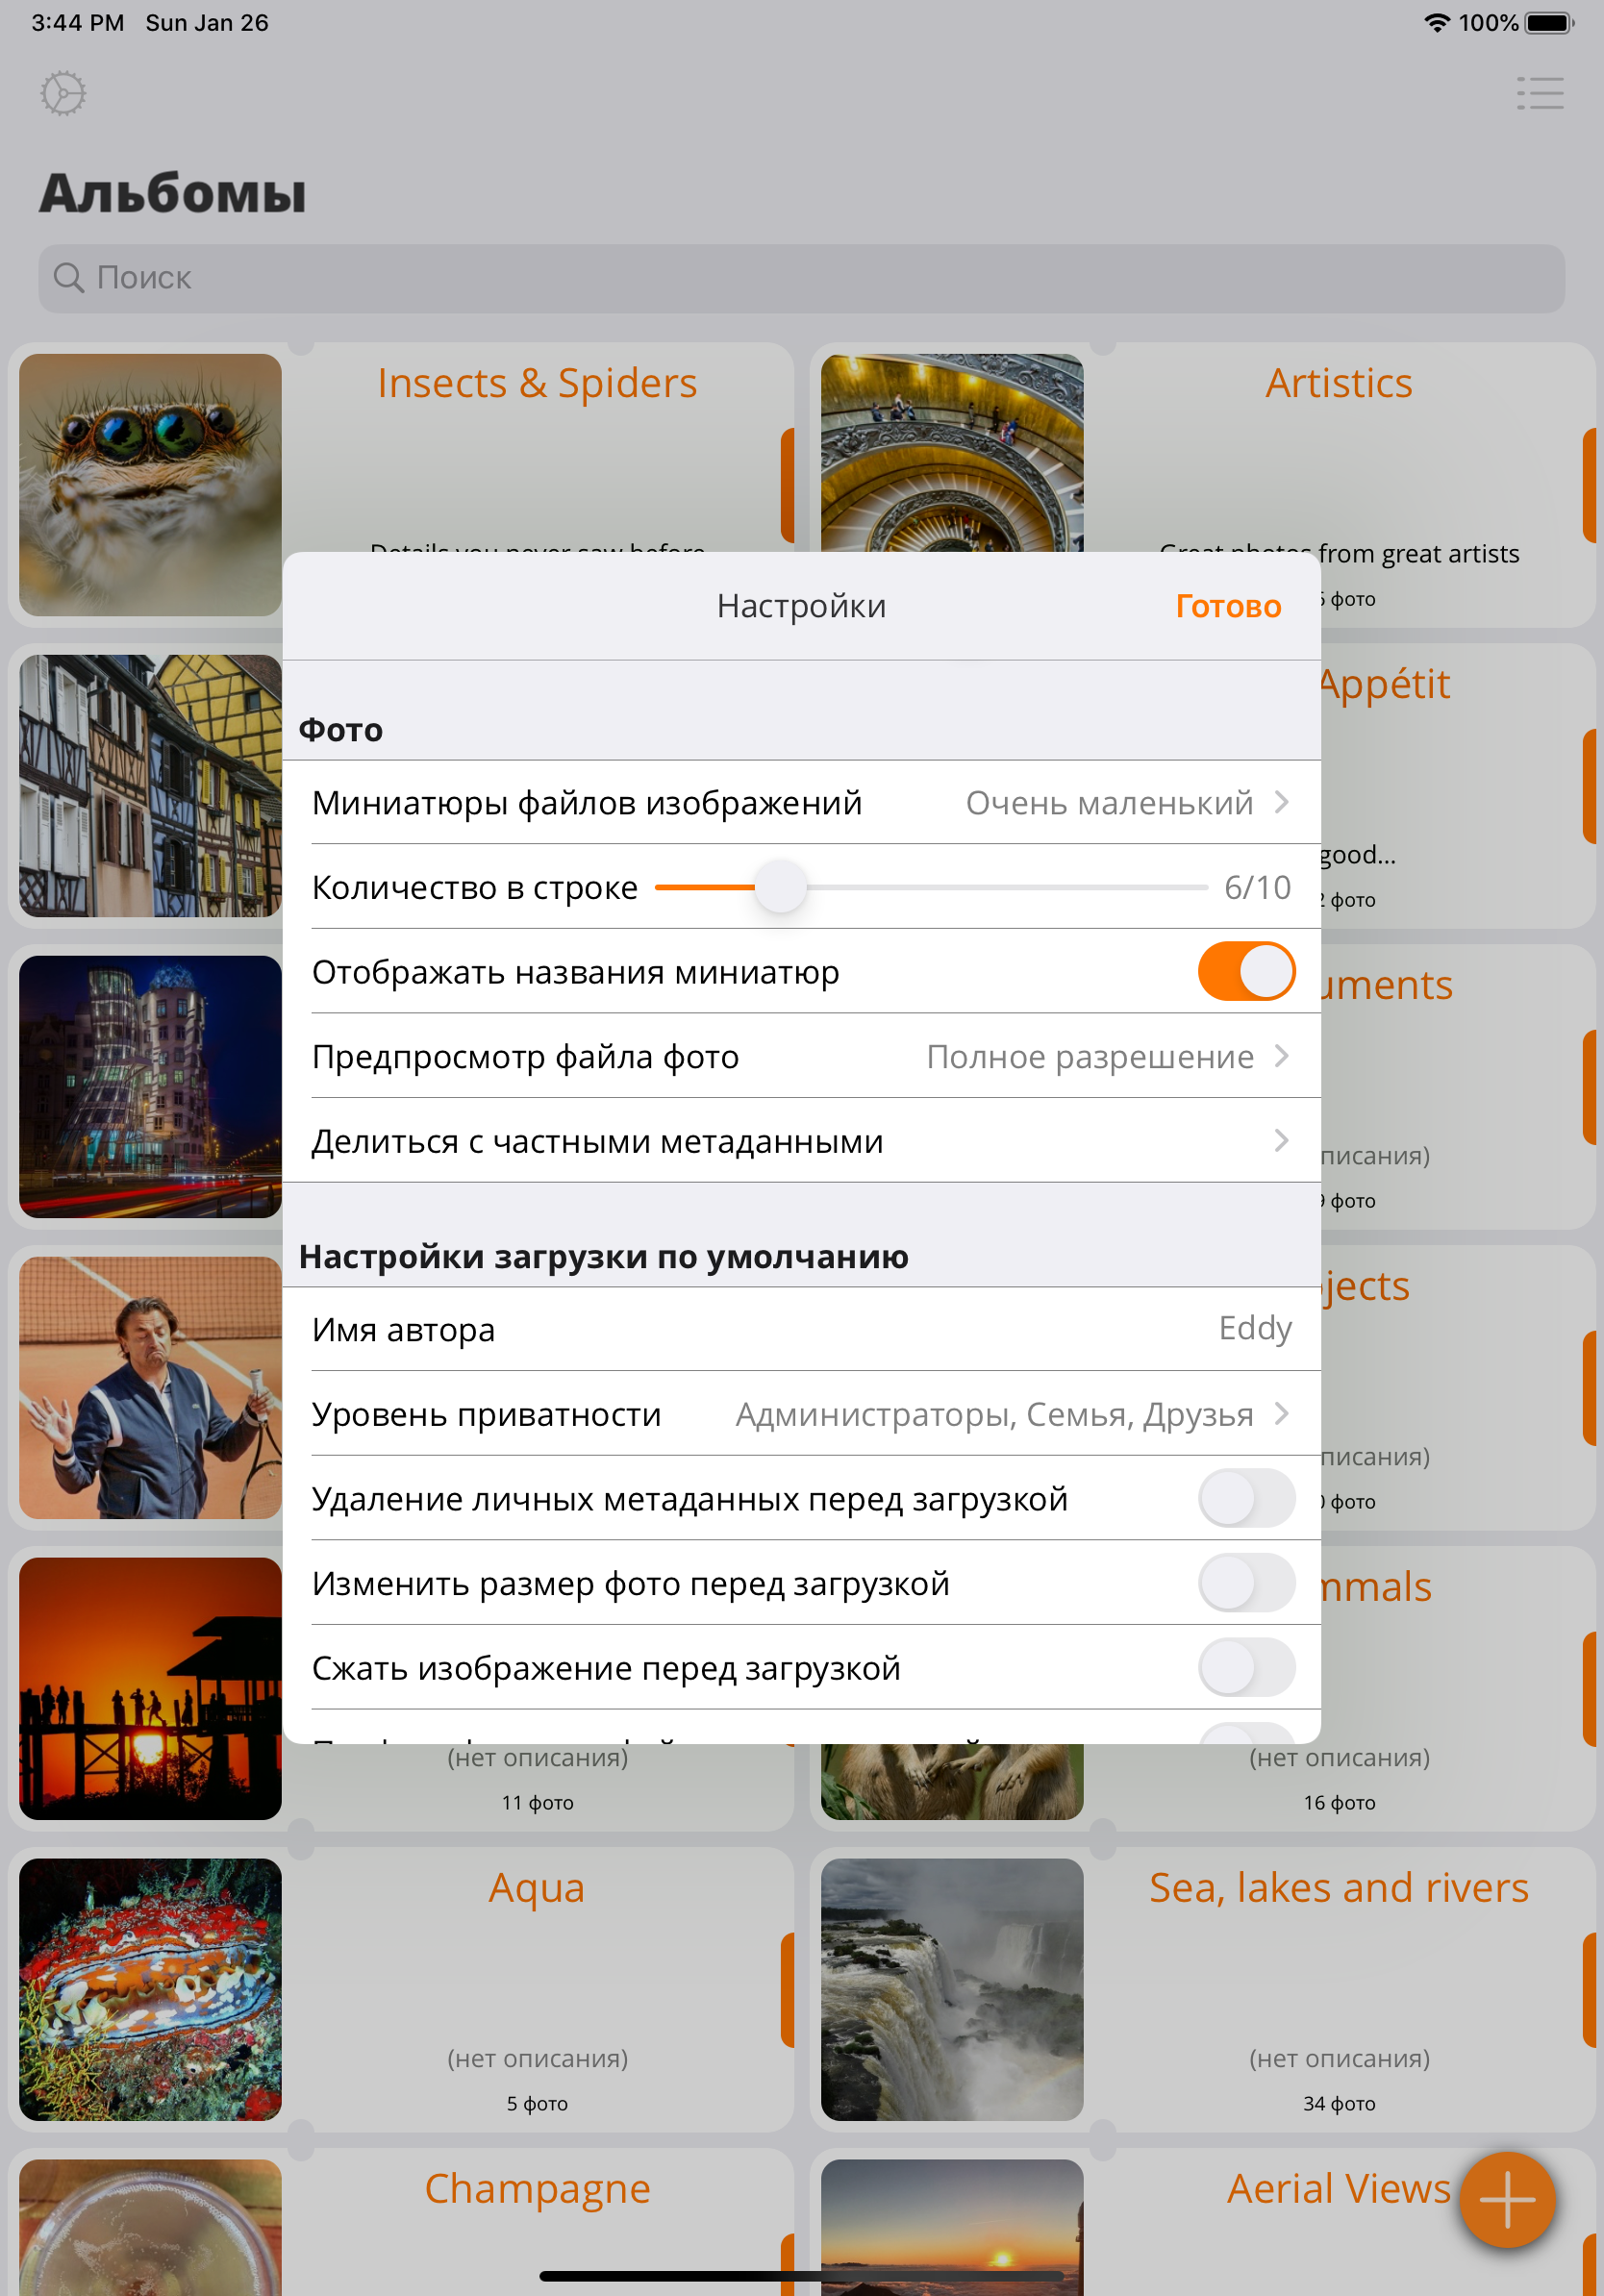 3:44 PM Sun Jan 26
100%
Альбомы
Поиск
Insects & Spiders
Artistics
Details you never saw before
Great photos from great artists
фото
Настройки
Готово
Appétit
Фото
Миниатюры файлов изображений
Очень маленький
good...
Количество в строке
6/10
фото
Отображать названия миниатюр
uments
Предпросмотр файла фото
Полное разрешение
Делиться с частными метаданными
писания)
фото
Настройки загрузки по умолчанию
jects
Имя автора
Eddy
Уровень приватности
Администраторы, Семья, Друзья
писания)
Удаление личных метаданных перед загрузкой
фото
Изменить размер фото перед загрузкой
mmals
Сжать изображение перед загрузкой
(нет описания)
(нет описания)
11 фото
16 фото
Aqua
Sea, lakes and rivers
(нет описания)
(нет описания)
5 фото
34 фото
Champagne
Aerial Views